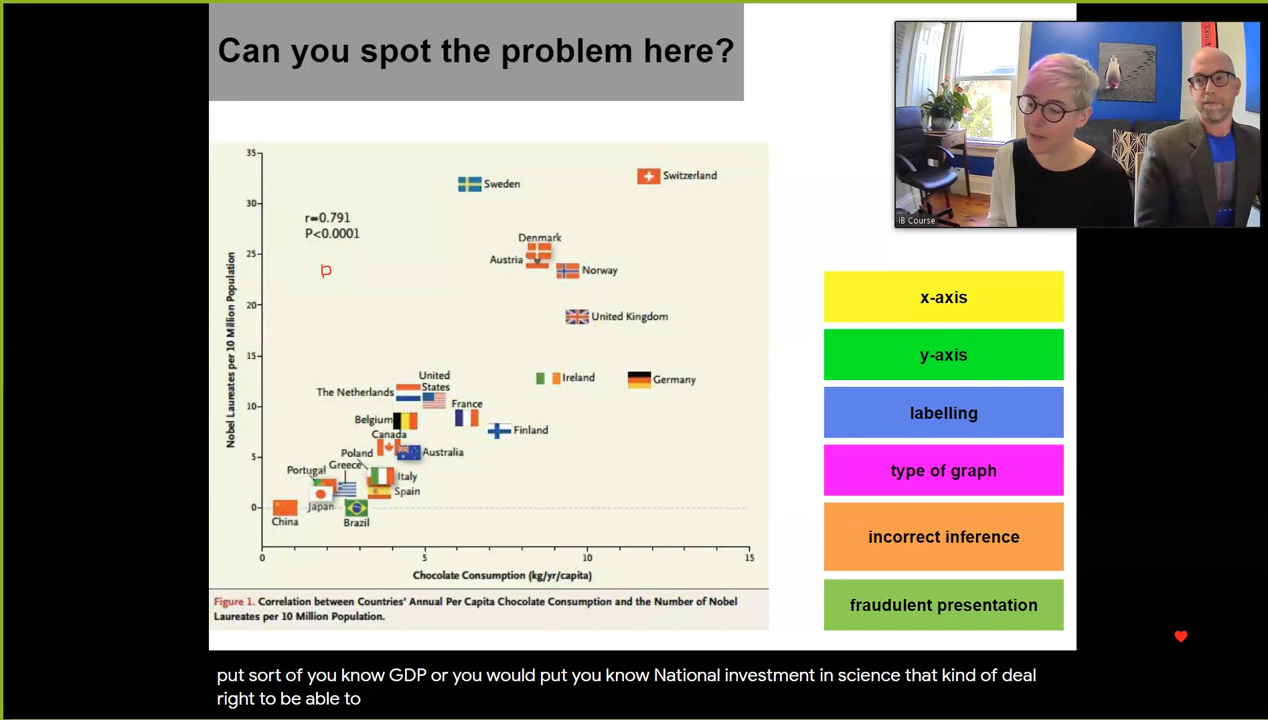 Can you spot the problem here?
IB Course
35
30
25
20
15
10
5
0
r=0.791
P<0.0001
p
Sweden
Switzerland
Denmark
Austria
Norway
United Kingdom
Ireland
Germany
United
States
The Netherlands
France
Belgium
Finland
Canada
Australia
Poland
Greece
Portugal
Italy
Spain
Japan
China
Brazil
Nobel Laureates per 10 Million Population
0
5
10
15
Chocolate Consumption (kg/yr/capita)
Figure 1. Correlation between Countries' Annual Per Capita Chocolate Consumption and the Number of Nobel
Laureates per 10 Million Population.
x-axis
y-axis
labelling
type of graph
incorrect inference
fraudulent presentation
put sort of you know GDP or you would put you know National investment in science that kind of deal
right to be able to